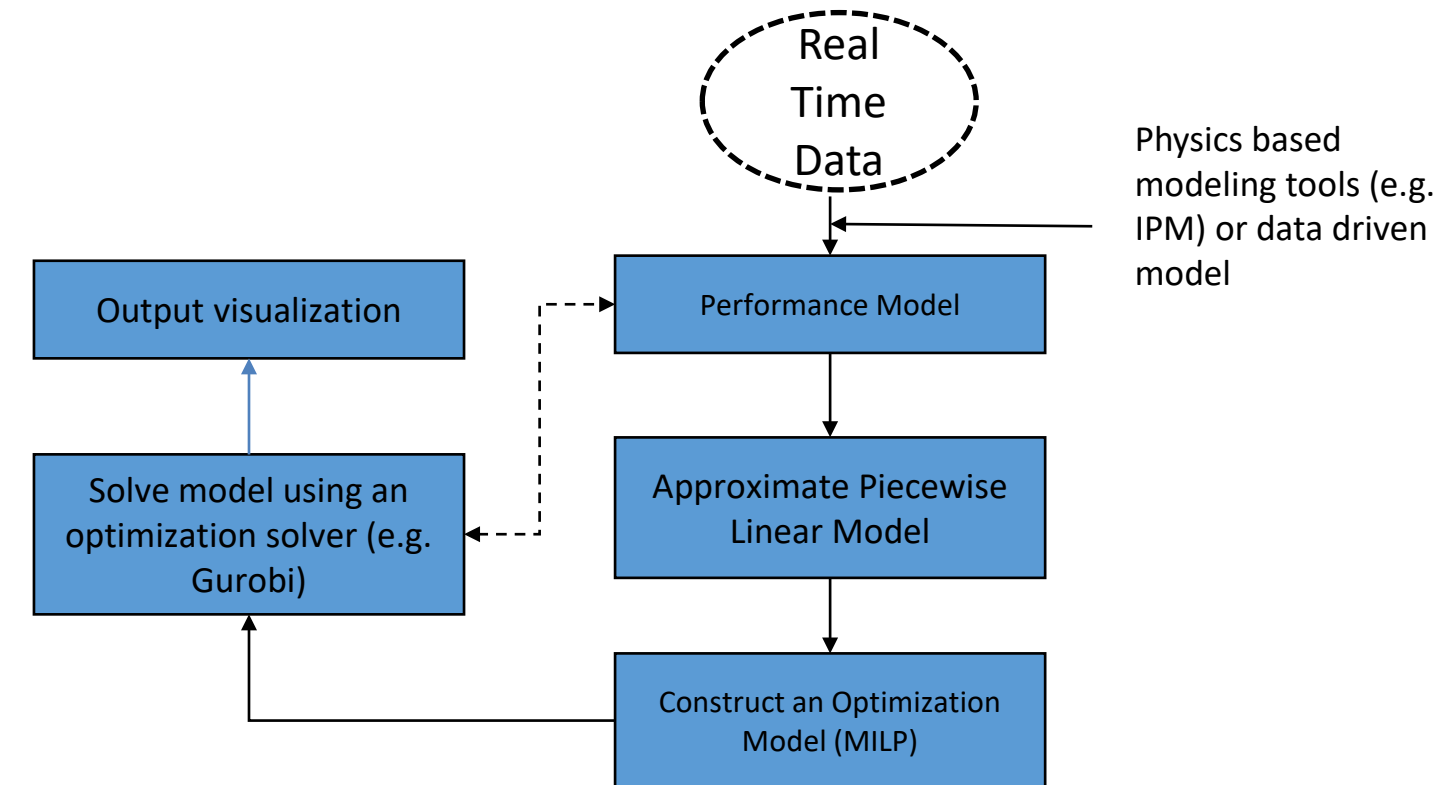 Real
Time
Data
Physics based
modeling tools (e.g.
IPM) or data driven
model
Performance Model
Output visualization
Approximate Piecewise
Linear Model
Solve model using an
optimization solver (e.g.
Gurobi)
Construct an Optimization
Model (MILP)